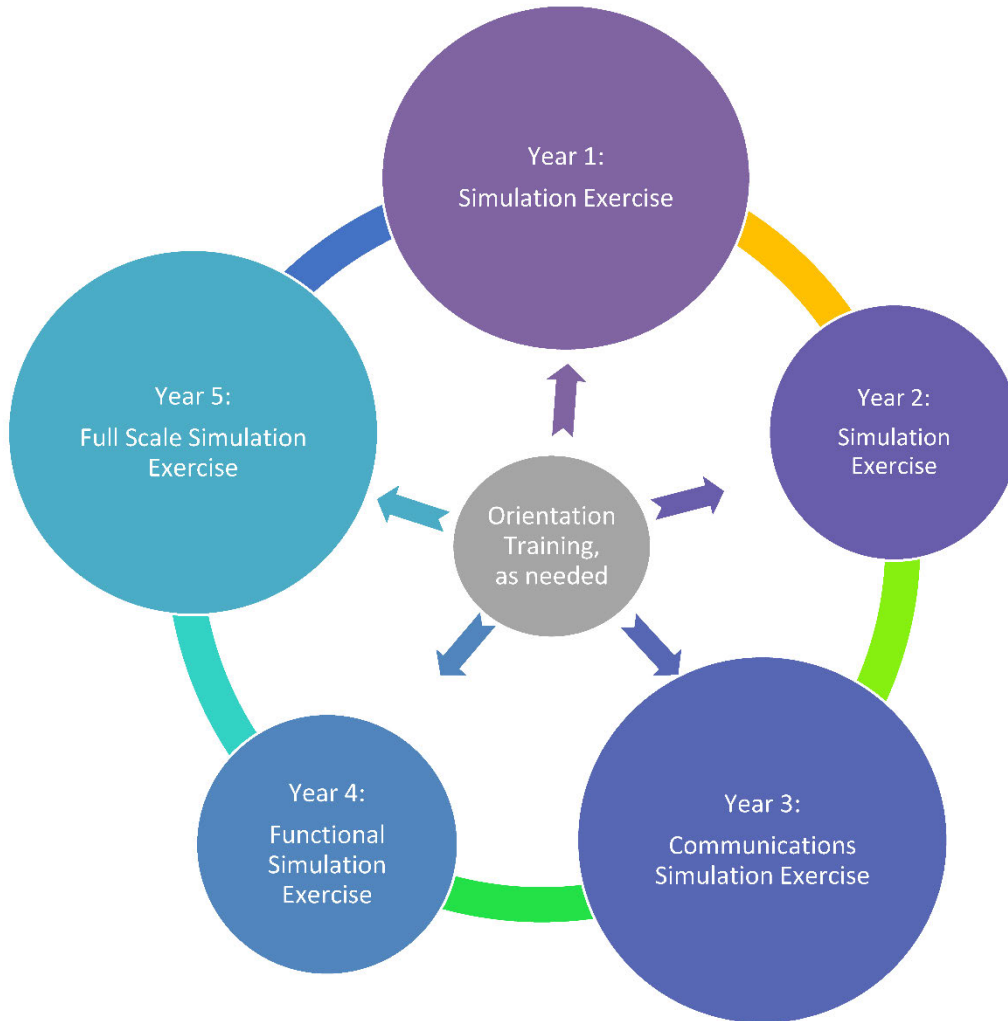 Year 1:
Simulation Exercise
Year 2:
Simulation
Exercise
Year 3:
Communications
Simulation Exercise
Year 4:
Functional
Simulation
Exercise
Year 5:
Full Scale Simulation
Exercise
Orientation
Training,
as needed